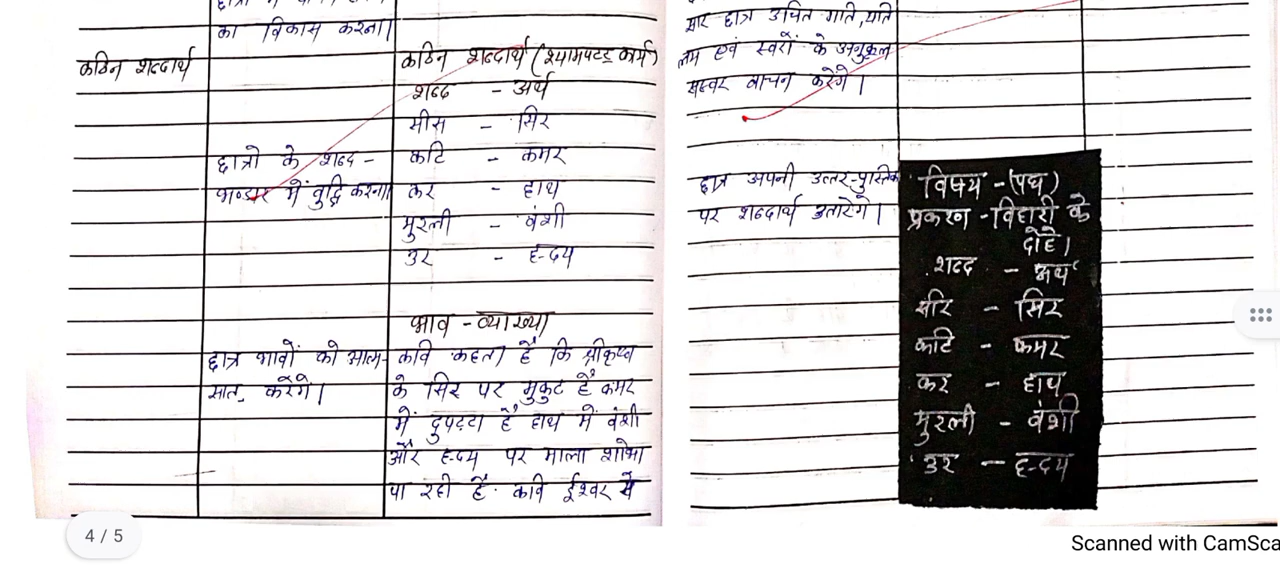 का विकास करना।
कठिन शब्दार्थ
कठिन शब्दार्थ (श्यामपट्ट कार्य)
शब्द - अर्थ
सीस - सिर
छात्रो के शब्द-
कटि - कमर
भण्डार में वृद्धि करना।
कर - हाथ
मुरली - वंशी
उर - ह्रदय
भाव - व्याख्या
छात्र भावों को आत्म-
सात् करेंगे।
कवि कहता है कि श्रीकृष्ण
के सिर पर मुकुट है कमर
में दुपट्टा है हाथ में वंशी
और ह्रदय पर माला शोभा
पा रही है. कवि ईश्वर से
4 / 5
सार छात्र उचित गति, यति
लय एवं स्वरों के अनुकूल
सस्वर वाचन करेंगे।
छात्र अपनी उत्तर-पुस्तिका
पर शब्दार्थ उतारेंगे।
विषय - (पद्य)
प्रकरण - विहारी के
दोहे।
शब्द - अर्थ
सीर - सिर
कटि - कमर
कर - हाथ
मुरली - वंशी
उर - ह्रदय
Scanned with CamSca